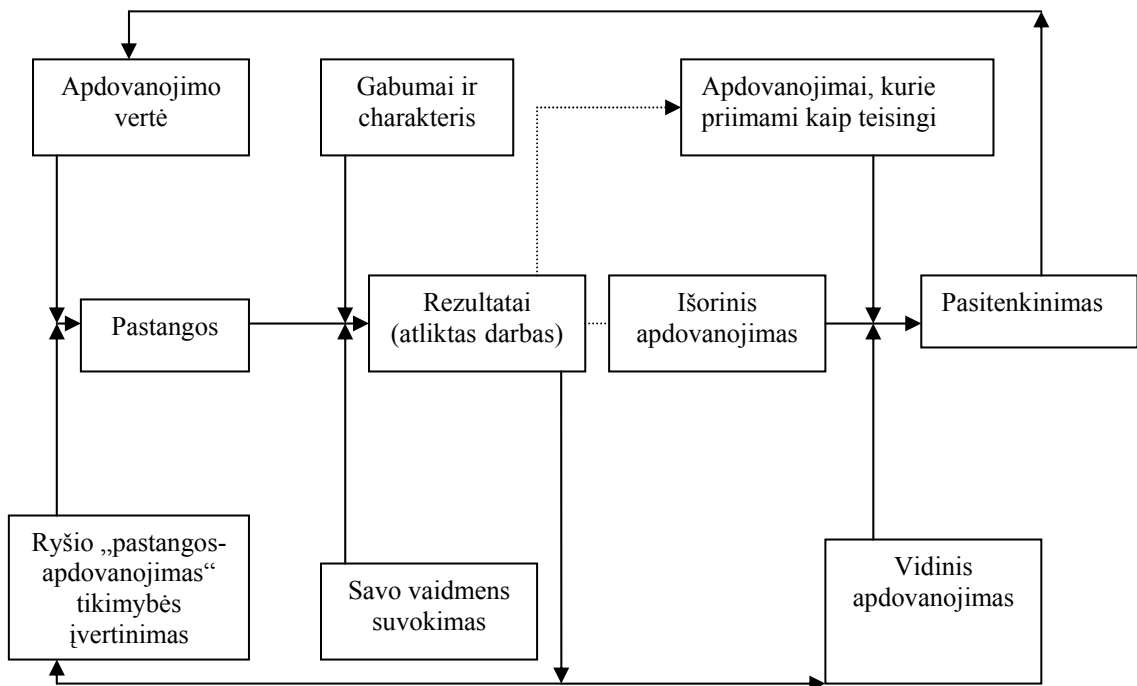 Apdovanojimo
vertė
Gabumai ir
charakteris
Apdovanojimai, kurie
priimami kaip teisingi
Pastangos
Rezultatai
(atliktas darbas)
Išorinis
apdovanojimas
Pasitenkinimas
Ryšio „pastangos-
apdovanojimas“
tikimybės
įvertinimas
Savo vaidmens
suvokimas
Vidinis
apdovanojimas